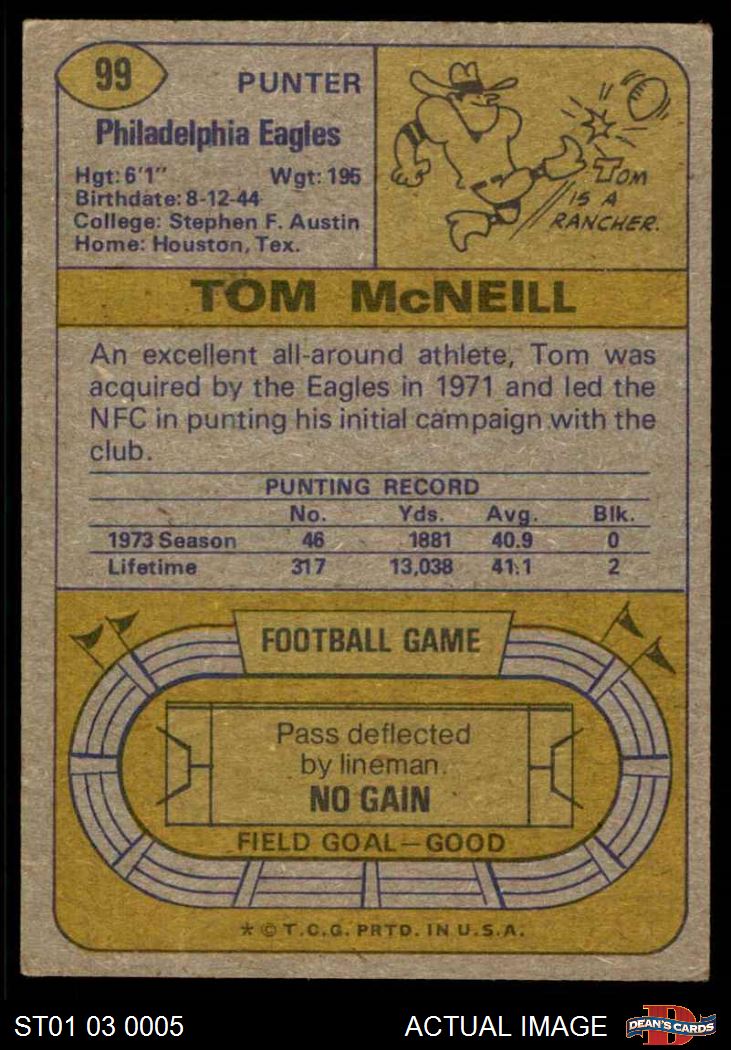 99
PUNTER
Philadelphia Eagles
Hgt: 6'1" Wgt: 195
Birthdate: 8-12-44
College: Stephen F. Austin
Home: Houston, Tex.
TOM
IS A
RANCHER.
TOM McNEILL
An excellent all-around athlete, Tom was
acquired by the Eagles in 1971 and led the
NFC in punting his initial campaign with the
club.
PUNTING RECORD
No. Yds. Avg. Blk.
1973 Season 46 1881 40.9 0
Lifetime 317 13,038 41.1 2
FOOTBALL GAME
Pass deflected
by lineman.
NO GAIN
FIELD GOAL—GOOD
* © T.C.G. PRTD. IN U.S.A.
ST01 03 0005 ACTUAL IMAGE
D
DEAN'S CARDS